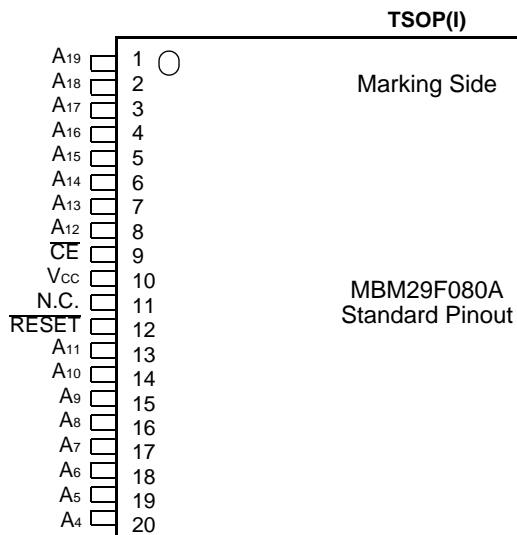 TSOP(I)
A19 1
A18 2
Marking Side
A17 3
A16 4
A15 5
A14 6
A13 7
A12 8
C̅E̅ 9
VCC 10
MBM29F080A
N.C. 11
Standard Pinout
R̅E̅S̅E̅T̅ 12
A11 13
A10 14
A9 15
A8 16
A7 17
A6 18
A5 19
A4 20